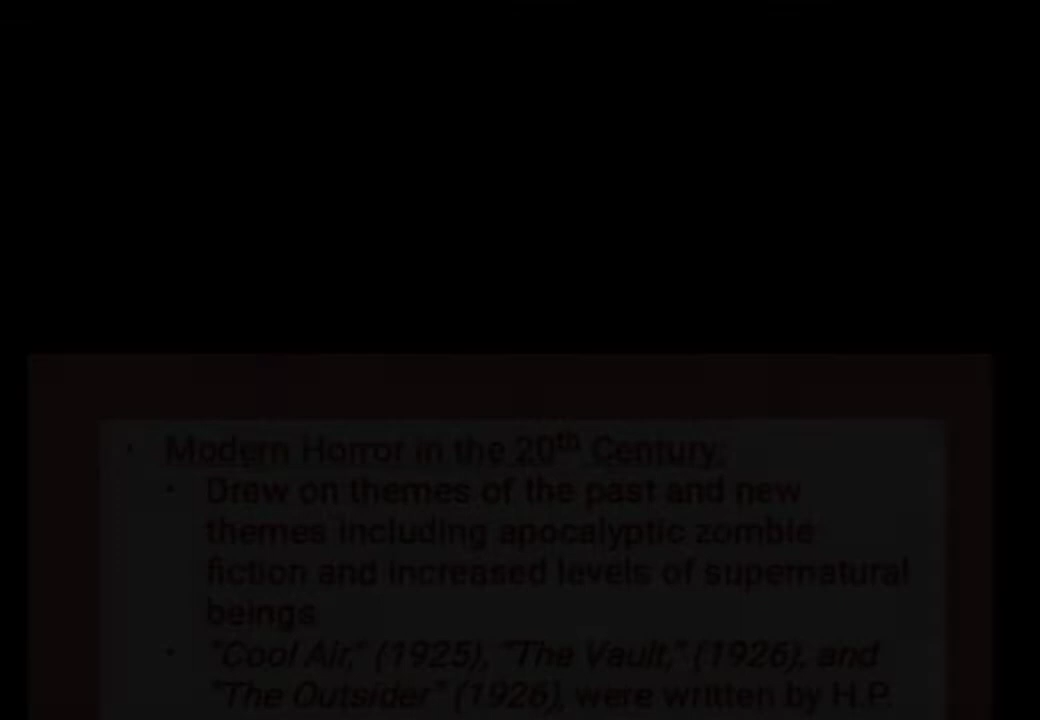 · Modern Horror in the 20th Century:
· Drew on themes of the past and new
themes including apocalyptic zombie
fiction and increased levels of supernatural
beings
· "Cool Air," (1925), "The Vault," (1926), and
"The Outsider" (1926), were written by H.P.